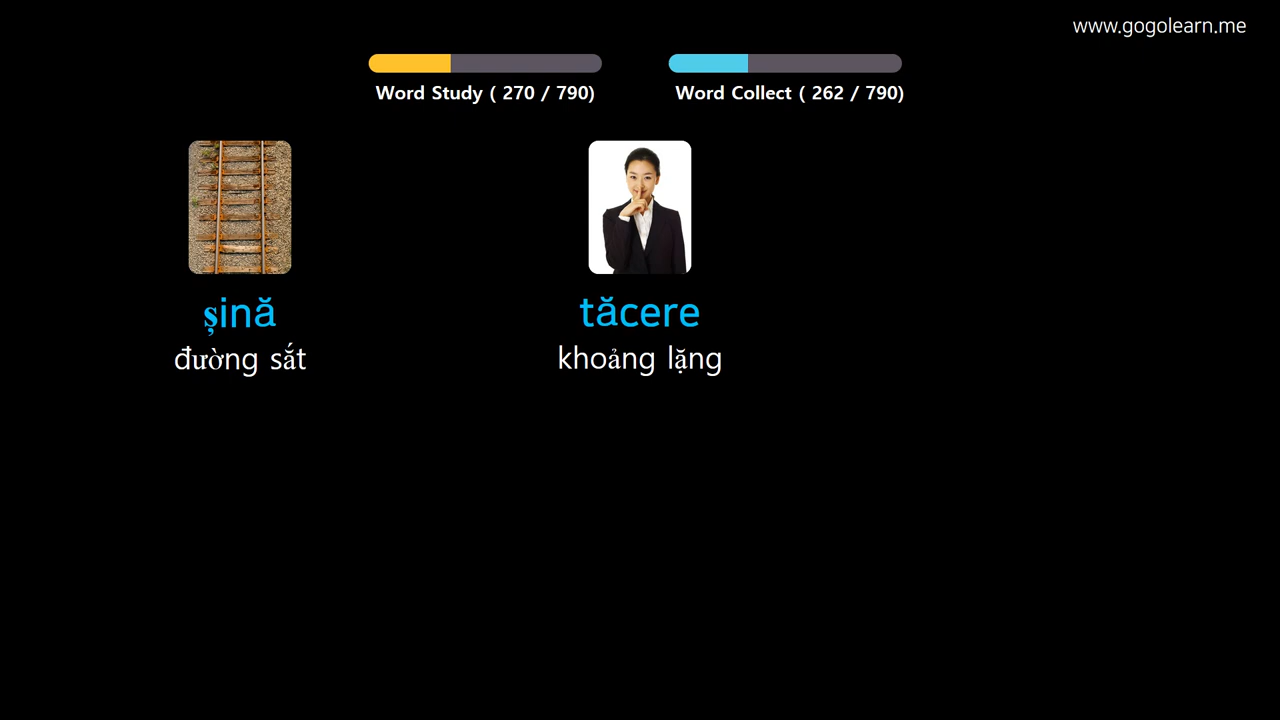 www.gogolearn.me
Word Study ( 270 / 790)
Word Collect ( 262 / 790)
șină
tăcere
đường sắt
khoảng lặng